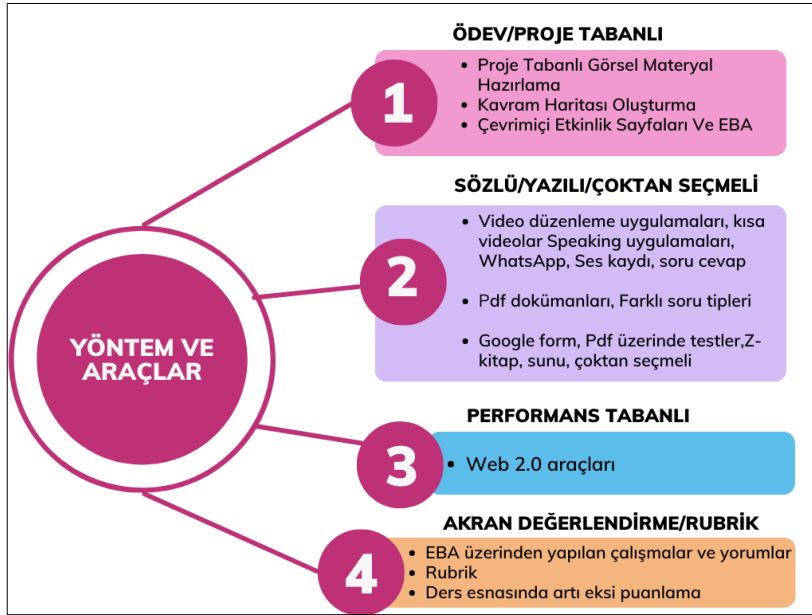 YÖNTEM VE
ARAÇLAR
1
ÖDEV/PROJE TABANLI
• Proje Tabanlı Görsel Materyal
Hazırlama
• Kavram Haritası Oluşturma
• Çevrimiçi Etkinlik Sayfaları Ve EBA
2
SÖZLÜ/YAZILI/ÇOKTAN SEÇMELİ
• Video düzenleme uygulamaları, kısa
videolar Speaking uygulamaları,
WhatsApp, Ses kaydı, soru cevap
• Pdf dokümanları, Farklı soru tipleri
• Google form, Pdf üzerinde testler,Z-
kitap, sunu, çoktan seçmeli
3
PERFORMANS TABANLI
• Web 2.0 araçları
4
AKRAN DEĞERLENDİRME/RUBRİK
• EBA üzerinden yapılan çalışmalar ve yorumlar
• Rubrik
• Ders esnasında artı eksi puanlama